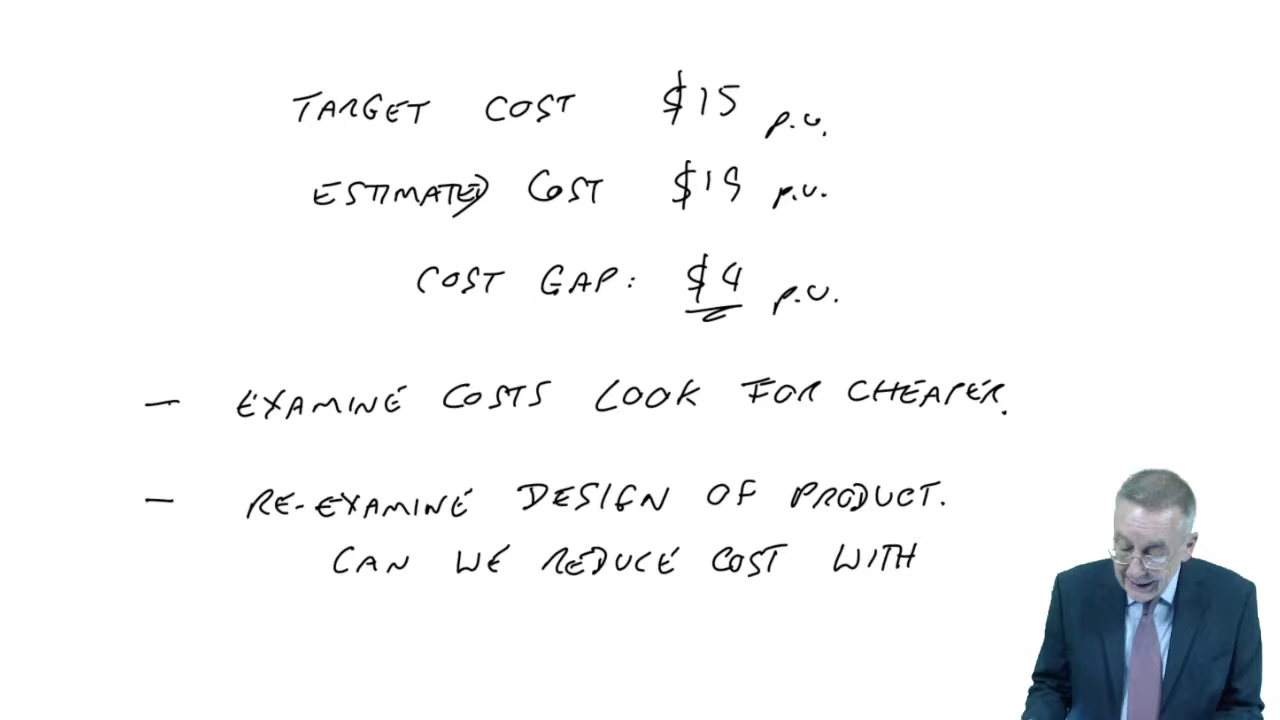 TARGET COST $15 p.u.
ESTIMATED COST $19 p.u.
COST GAP: $4 p.u.
- EXAMINE COSTS LOOK FOR CHEAPER.
- RE-EXAMINE DESIGN OF PRODUCT.
CAN WE REDUCE COST WITH